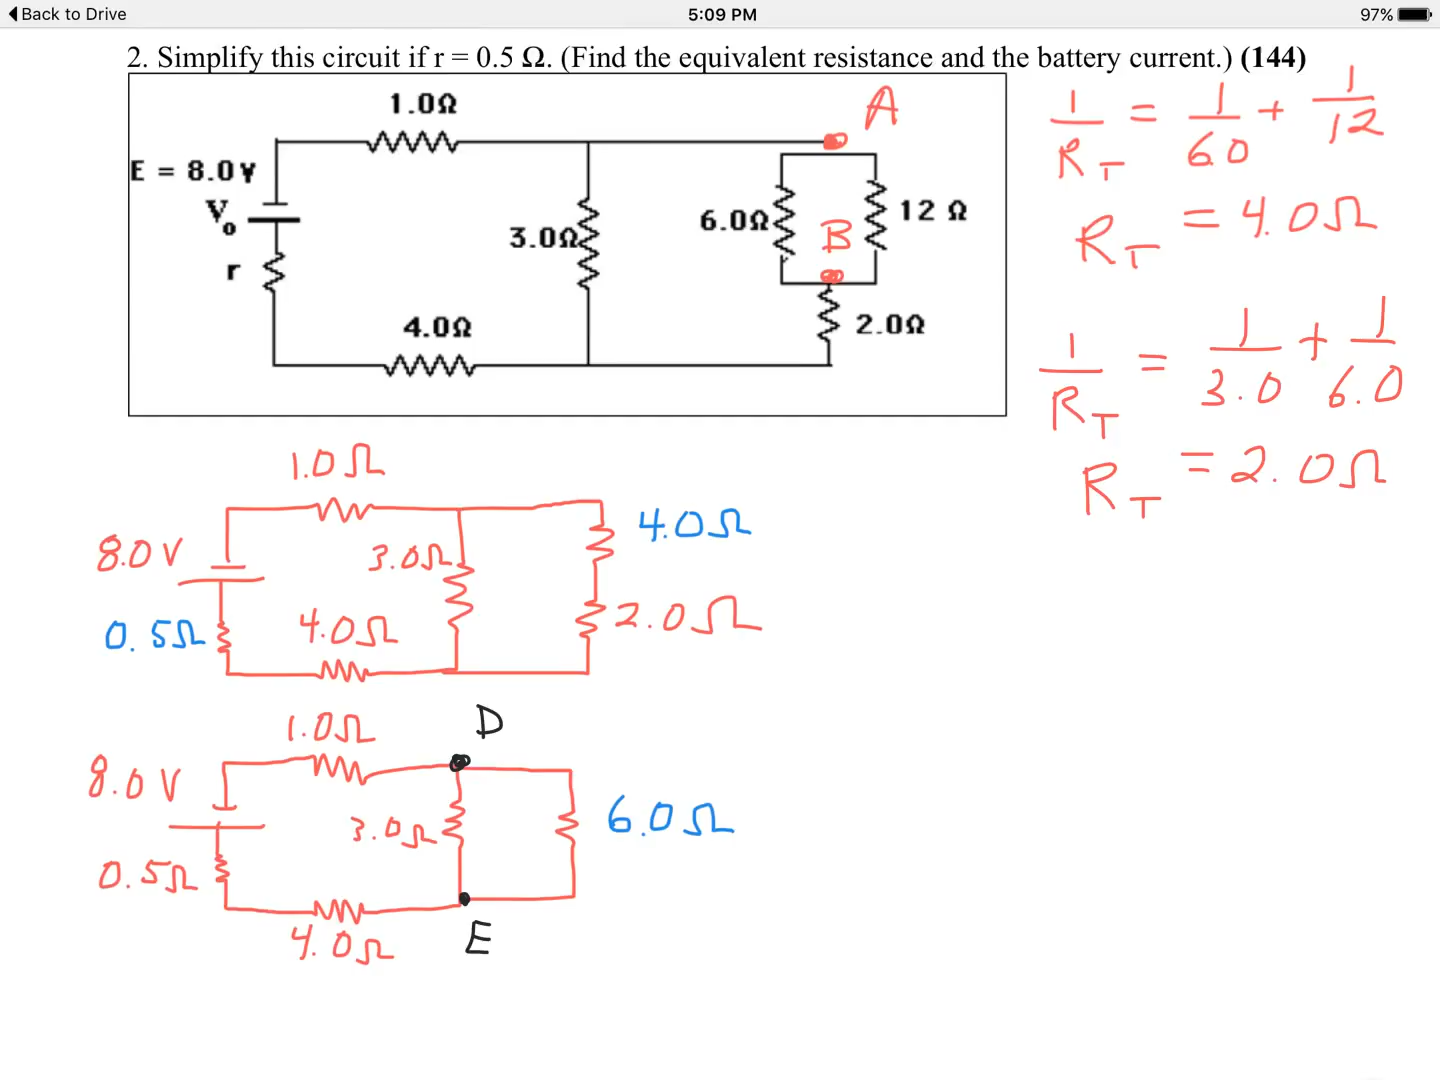 Back to Drive 5:09 PM 97%
2. Simplify this circuit if r = 0.5 Ω. (Find the equivalent resistance and the battery current.) (144)
1.0Ω
A
E = 8.0V
V₀
r
3.0Ω
6.0Ω
B
12 Ω
4.0Ω
2.0Ω
1/R_T = 1/6.0 + 1/12
R_T = 4.0Ω
1/R_T = 1/3.0 + 1/6.0
R_T = 2.0Ω
1.0Ω
8.0V
3.0Ω
4.0Ω
0.5Ω
4.0Ω
2.0Ω
1.0Ω
D
8.0V
3.0Ω
6.0Ω
0.5Ω
4.0Ω
E